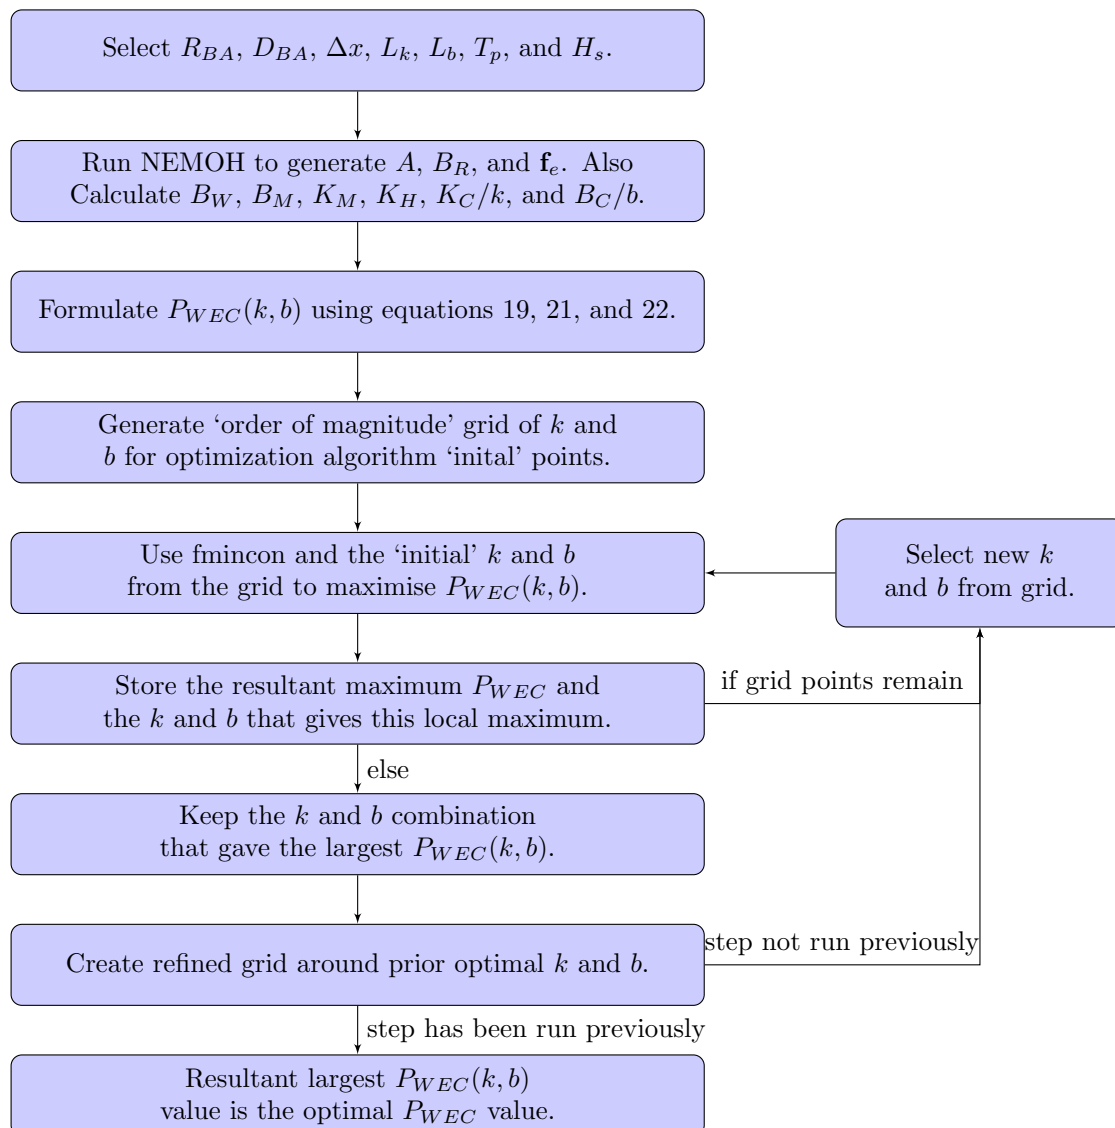 Select R_{BA}, D_{BA}, Δx, L_k, L_b, T_p, and H_s.
Run NEMOH to generate A, B_R, and f_e. Also
Calculate B_W, B_M, K_M, K_H, K_C/k, and B_C/b.
Formulate P_{WEC}(k, b) using equations 19, 21, and 22.
Generate ‘order of magnitude’ grid of k and
b for optimization algorithm ‘inital’ points.
Use fmincon and the ‘initial’ k and b
from the grid to maximise P_{WEC}(k, b).
Select new k
and b from grid.
Store the resultant maximum P_{WEC} and
the k and b that gives this local maximum.
if grid points remain
else
Keep the k and b combination
that gave the largest P_{WEC}(k, b).
Create refined grid around prior optimal k and b.
step not run previously
step has been run previously
Resultant largest P_{WEC}(k, b)
value is the optimal P_{WEC} value.